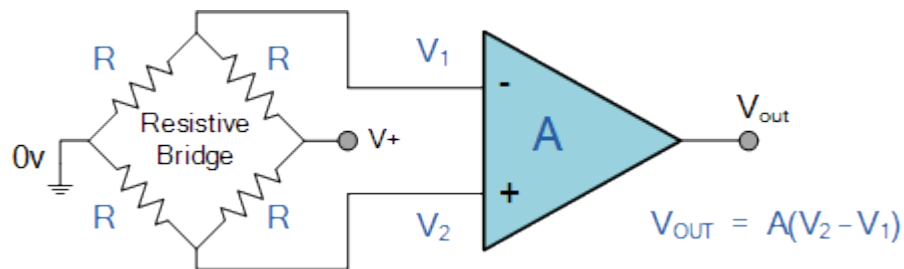 R
R
V₁
-
Resistive
Bridge
V+
A
Vout
0v
R
R
V₂
+
VOUT = A(V₂ – V₁)